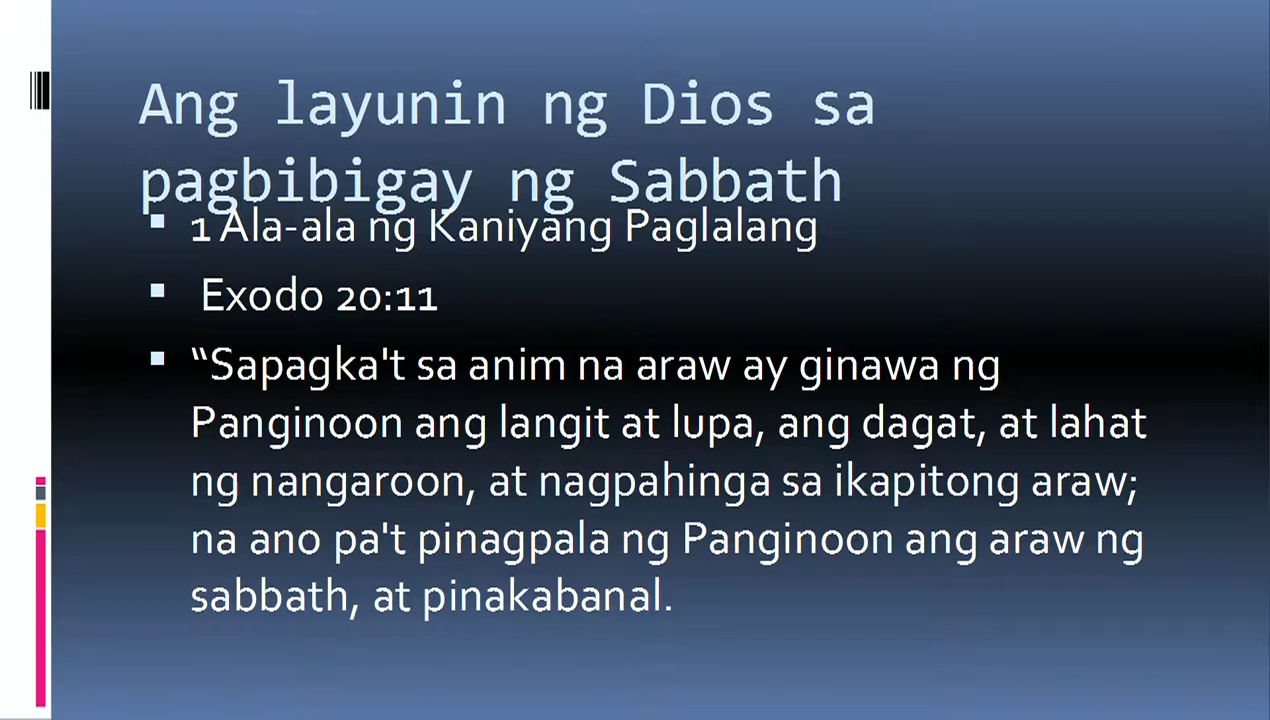 Ang layunin ng Dios sa
pagbibigay ng Sabbath
1 Ala-ala ng Kaniyang Paglalang
Exodo 20:11
“Sapagka't sa anim na araw ay ginawa ng
Panginoon ang langit at lupa, ang dagat, at lahat
ng nangaroon, at nagpahinga sa ikapitong araw;
na ano pa't pinagpala ng Panginoon ang araw ng
sabbath, at pinakabanal.